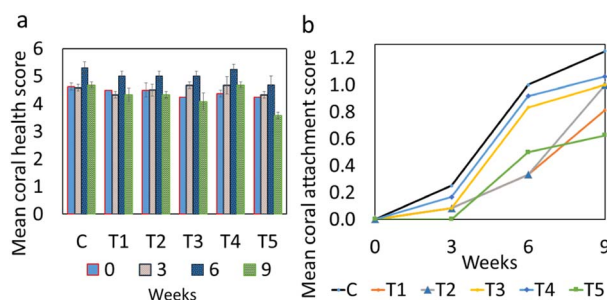 a
Mean coral health score
6
5
4
3
2
1
0
C T1 T2 T3 T4 T5
0 3 6 9
Weeks
b
Mean coral attachment score
1.2
1.0
0.8
0.6
0.4
0.2
0.0
0 3 6 9
Weeks
C T1 T2 T3 T4 T5